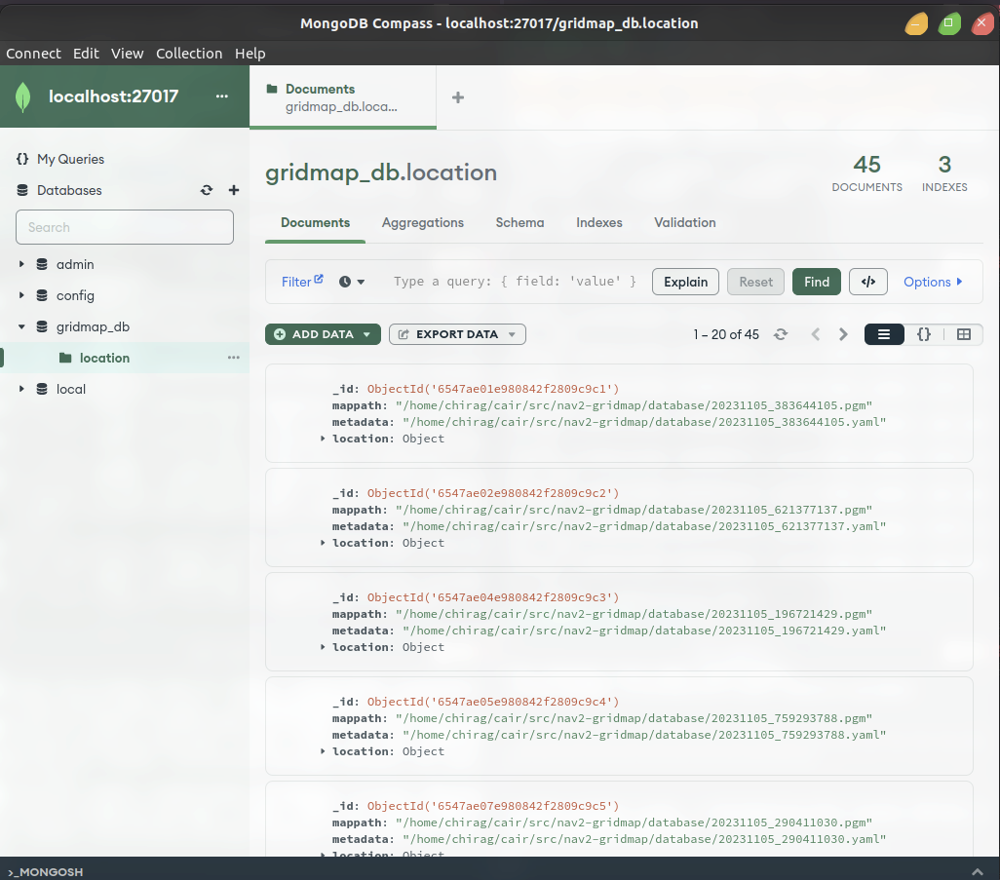 MongoDB Compass - localhost:27017/gridmap_db.location
Connect Edit View Collection Help
localhost:27017 ...
Documents
gridmap_db.loca...
+
{} My Queries
Databases
Search
admin
config
gridmap_db
location ...
local
gridmap_db.location
45
DOCUMENTS
3
INDEXES
Documents Aggregations Schema Indexes Validation
Filter Type a query: { field: 'value' } Explain Reset Find </> Options
ADD DATA EXPORT DATA 1 – 20 of 45 {}
_id: ObjectId('6547ae01e980842f2809c9c1')
mappath: "/home/chirag/cair/src/nav2-gridmap/database/20231105_383644105.pgm"
metadata: "/home/chirag/cair/src/nav2-gridmap/database/20231105_383644105.yaml"
location: Object
_id: ObjectId('6547ae02e980842f2809c9c2')
mappath: "/home/chirag/cair/src/nav2-gridmap/database/20231105_621377137.pgm"
metadata: "/home/chirag/cair/src/nav2-gridmap/database/20231105_621377137.yaml"
location: Object
_id: ObjectId('6547ae04e980842f2809c9c3')
mappath: "/home/chirag/cair/src/nav2-gridmap/database/20231105_196721429.pgm"
metadata: "/home/chirag/cair/src/nav2-gridmap/database/20231105_196721429.yaml"
location: Object
_id: ObjectId('6547ae05e980842f2809c9c4')
mappath: "/home/chirag/cair/src/nav2-gridmap/database/20231105_759293788.pgm"
metadata: "/home/chirag/cair/src/nav2-gridmap/database/20231105_759293788.yaml"
location: Object
_id: ObjectId('6547ae07e980842f2809c9c5')
mappath: "/home/chirag/cair/src/nav2-gridmap/database/20231105_290411030.pgm"
metadata: "/home/chirag/cair/src/nav2-gridmap/database/20231105_290411030.yaml"
location: Object
>_MONGOSH